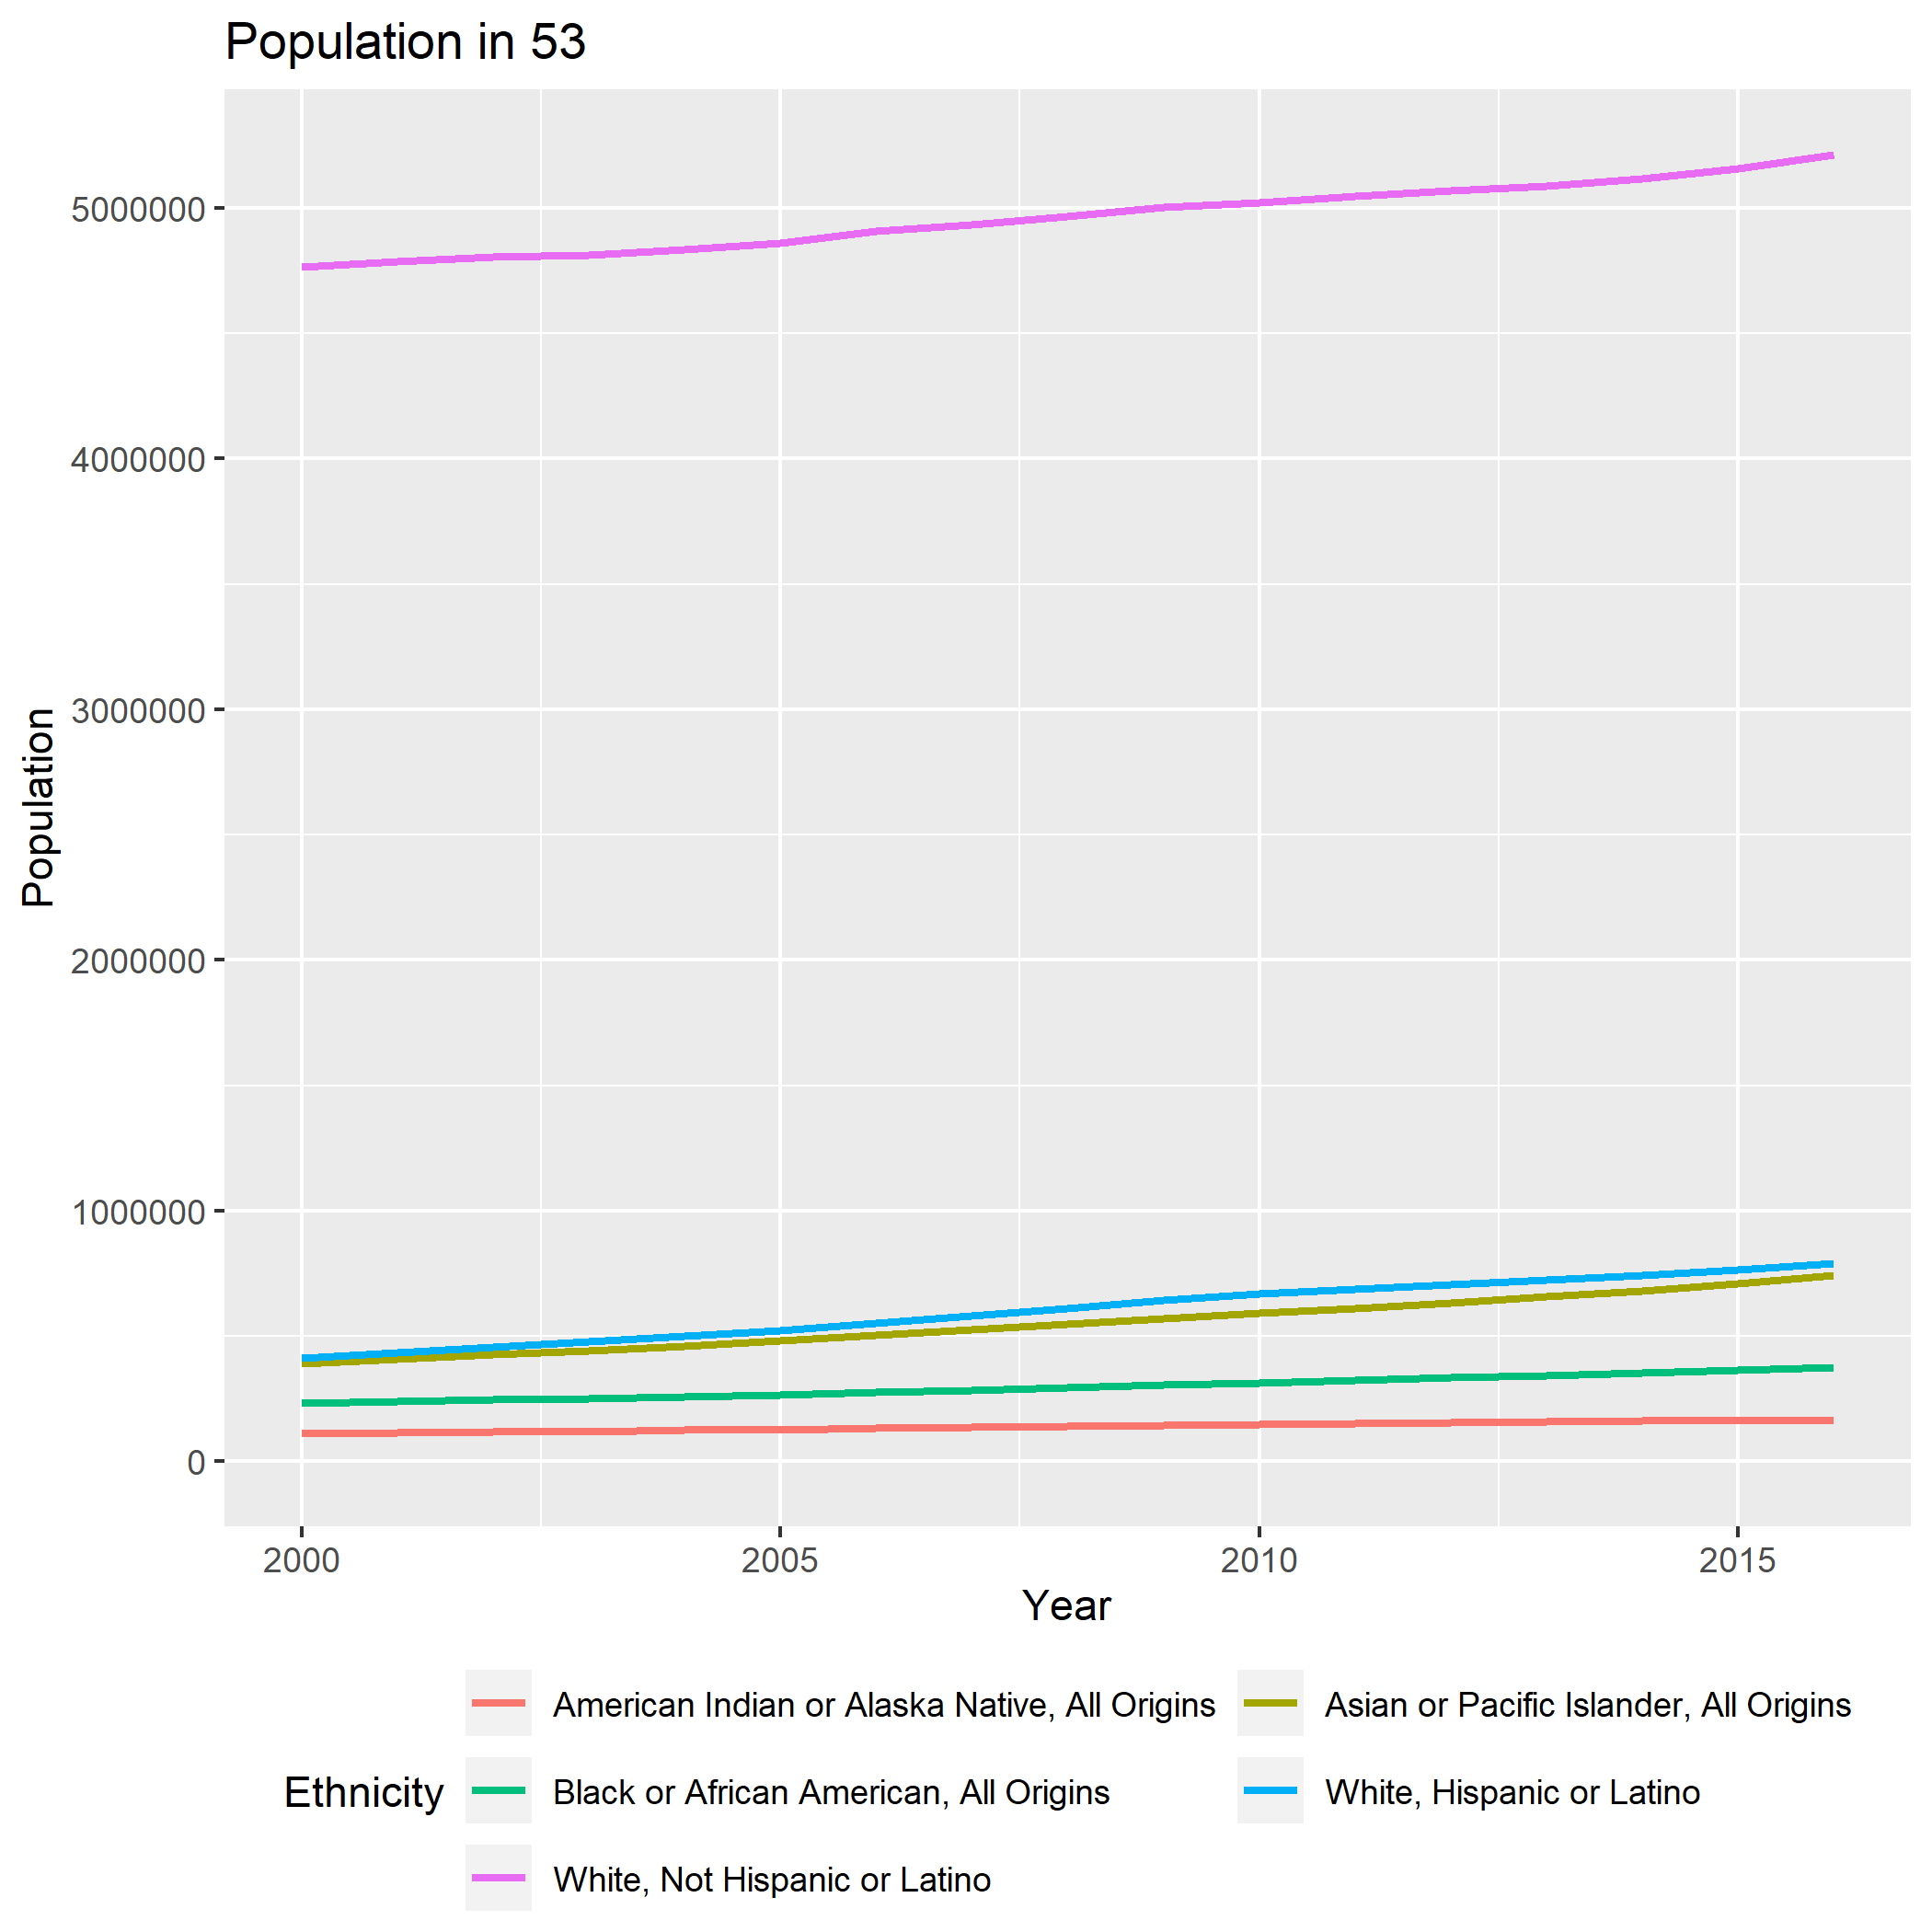 Population in 53
Population
5000000
4000000
3000000
2000000
1000000
0
2000 2005 2010 2015
Year
Ethnicity
American Indian or Alaska Native, All Origins
Asian or Pacific Islander, All Origins
Black or African American, All Origins
White, Hispanic or Latino
White, Not Hispanic or Latino